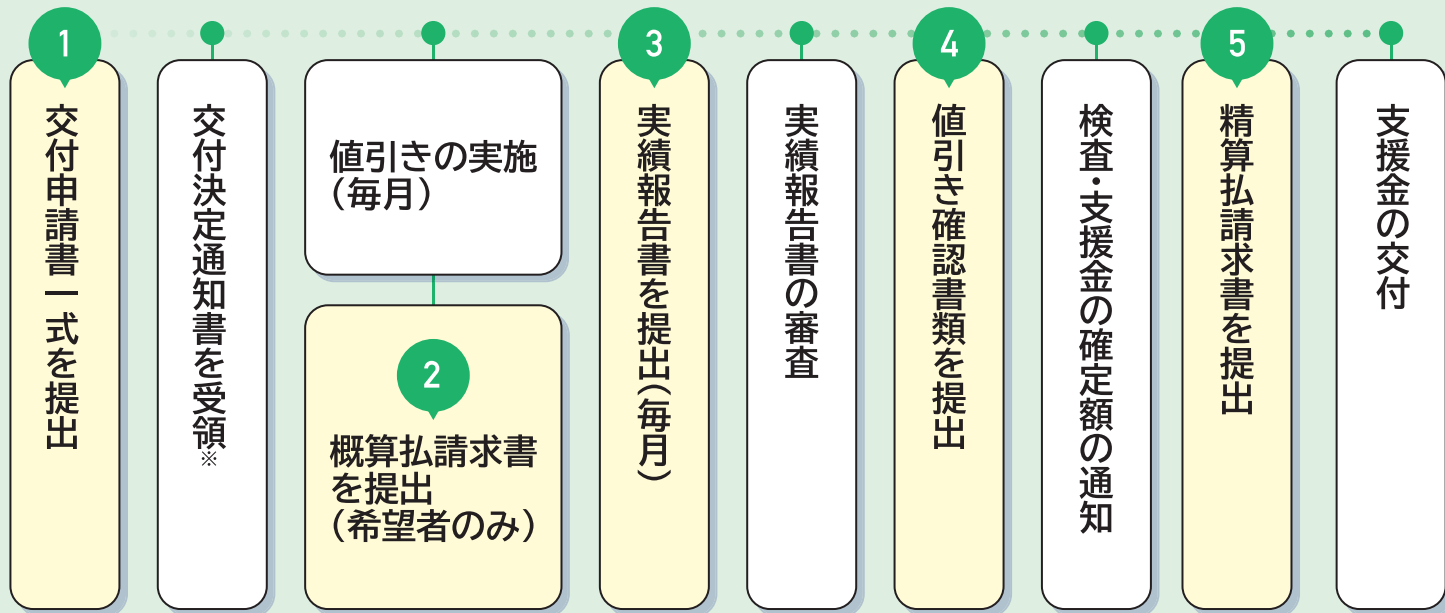 1
交付申請書一式を提出
交付決定通知書を受領※
値引きの実施
（毎月）
2
概算払請求書
を提出
（希望者のみ）
3
実績報告書を提出（毎月）
実績報告書の審査
4
値引き確認書類を提出
検査・支援金の確定額の通知
5
精算払請求書を提出
支援金の交付